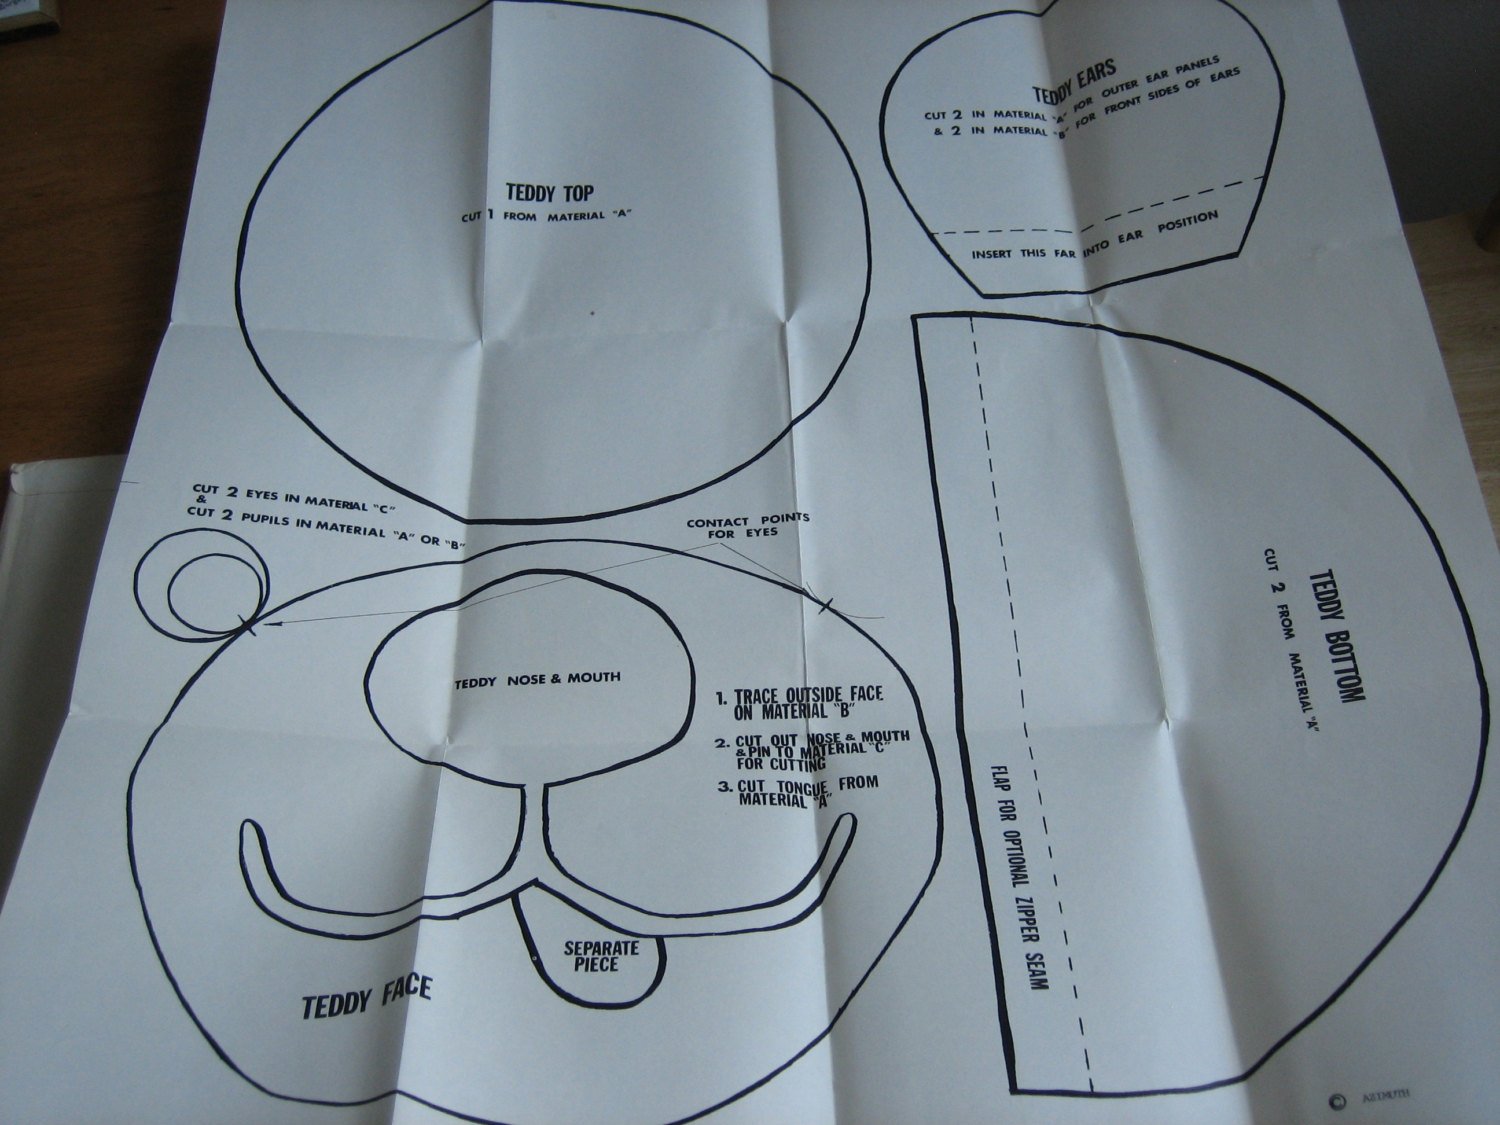 TEDDY TOP
CUT 1 FROM MATERIAL "A"
TEDDY EARS
CUT 2 IN MATERIAL "A" FOR OUTER EAR PANELS
& 2 IN MATERIAL "B" FOR FRONT SIDES OF EARS
INSERT THIS FAR INTO EAR POSITION
CUT 2 EYES IN MATERIAL "C"
&
CUT 2 PUPILS IN MATERIAL "A" OR "B"
CONTACT POINTS
FOR EYES
TEDDY NOSE & MOUTH
1. TRACE OUTSIDE FACE
ON MATERIAL "B"
2. CUT OUT NOSE & MOUTH
& PIN TO MATERIAL "C"
FOR CUTTING
3. CUT TONGUE FROM
MATERIAL "A"
SEPARATE
PIECE
TEDDY FACE
TEDDY BOTTOM
CUT 2 FROM MATERIAL "A"
FLAP FOR OPTIONAL ZIPPER SEAM
© AZIMUTH